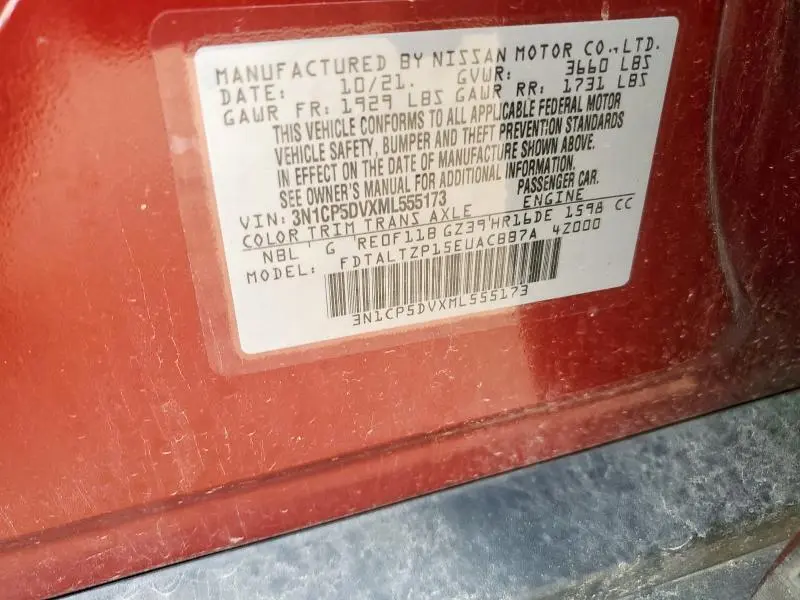 MANUFACTURED BY NISSAN MOTOR CO., LTD.
DATE: 10/21. GVWR: 3660 LBS
GAWR FR: 1929 LBS GAWR RR: 1731 LBS
THIS VEHICLE CONFORMS TO ALL APPLICABLE FEDERAL MOTOR
VEHICLE SAFETY, BUMPER AND THEFT PREVENTION STANDARDS
IN EFFECT ON THE DATE OF MANUFACTURE SHOWN ABOVE.
SEE OWNER'S MANUAL FOR ADDITIONAL INFORMATION.
PASSENGER CAR.
VIN: 3N1CP5DVXML555173
COLOR TRIM TRANS AXLE ENGINE
NBL ' G 'RE0F11B GZ39'HR16DE 1598 CC
MODEL: FDTALTZP15EUACBB7A 4Z000
3N1CP5DVXML555173